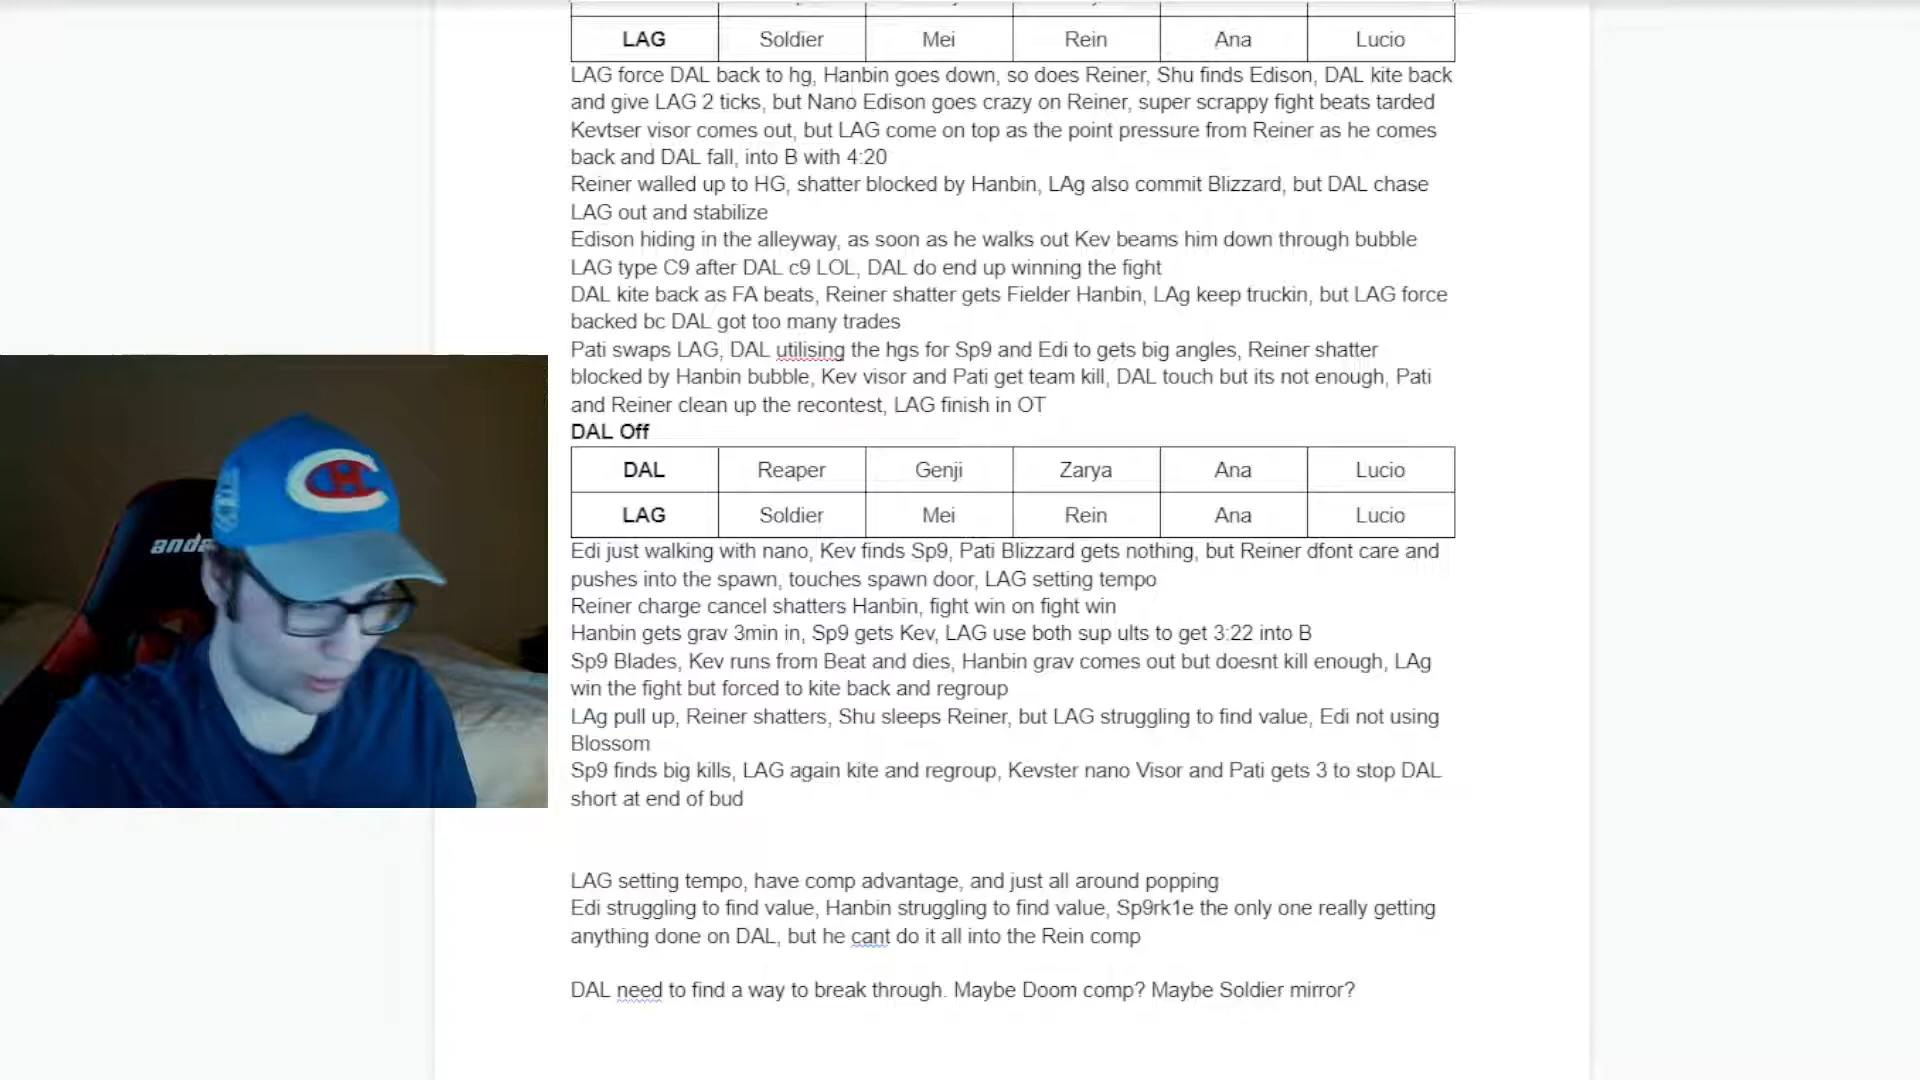 LAG Soldier Mei Rein Ana Lucio
LAG force DAL back to hg, Hanbin goes down, so does Reiner, Shu finds Edison, DAL kite back
and give LAG 2 ticks, but Nano Edison goes crazy on Reiner, super scrappy fight beats tarded
Kevtser visor comes out, but LAG come on top as the point pressure from Reiner as he comes
back and DAL fall, into B with 4:20
Reiner walled up to HG, shatter blocked by Hanbin, LAg also commit Blizzard, but DAL chase
LAG out and stabilize
Edison hiding in the alleyway, as soon as he walks out Kev beams him down through bubble
LAG type C9 after DAL c9 LOL, DAL do end up winning the fight
DAL kite back as FA beats, Reiner shatter gets Fielder Hanbin, LAg keep truckin, but LAG force
backed bc DAL got too many trades
Pati swaps LAG, DAL utilising the hgs for Sp9 and Edi to gets big angles, Reiner shatter
blocked by Hanbin bubble, Kev visor and Pati get team kill, DAL touch but its not enough, Pati
and Reiner clean up the recontest, LAG finish in OT
DAL Off
DAL Reaper Genji Zarya Ana Lucio
LAG Soldier Mei Rein Ana Lucio
Edi just walking with nano, Kev finds Sp9, Pati Blizzard gets nothing, but Reiner dfont care and
pushes into the spawn, touches spawn door, LAG setting tempo
Reiner charge cancel shatters Hanbin, fight win on fight win
Hanbin gets grav 3min in, Sp9 gets Kev, LAG use both sup ults to get 3:22 into B
Sp9 Blades, Kev runs from Beat and dies, Hanbin grav comes out but doesnt kill enough, LAg
win the fight but forced to kite back and regroup
LAg pull up, Reiner shatters, Shu sleeps Reiner, but LAG struggling to find value, Edi not using
Blossom
Sp9 finds big kills, LAG again kite and regroup, Kevster nano Visor and Pati gets 3 to stop DAL
short at end of bud
LAG setting tempo, have comp advantage, and just all around popping
Edi struggling to find value, Hanbin struggling to find value, Sp9rk1e the only one really getting
anything done on DAL, but he cant do it all into the Rein comp
DAL need to find a way to break through. Maybe Doom comp? Maybe Soldier mirror?